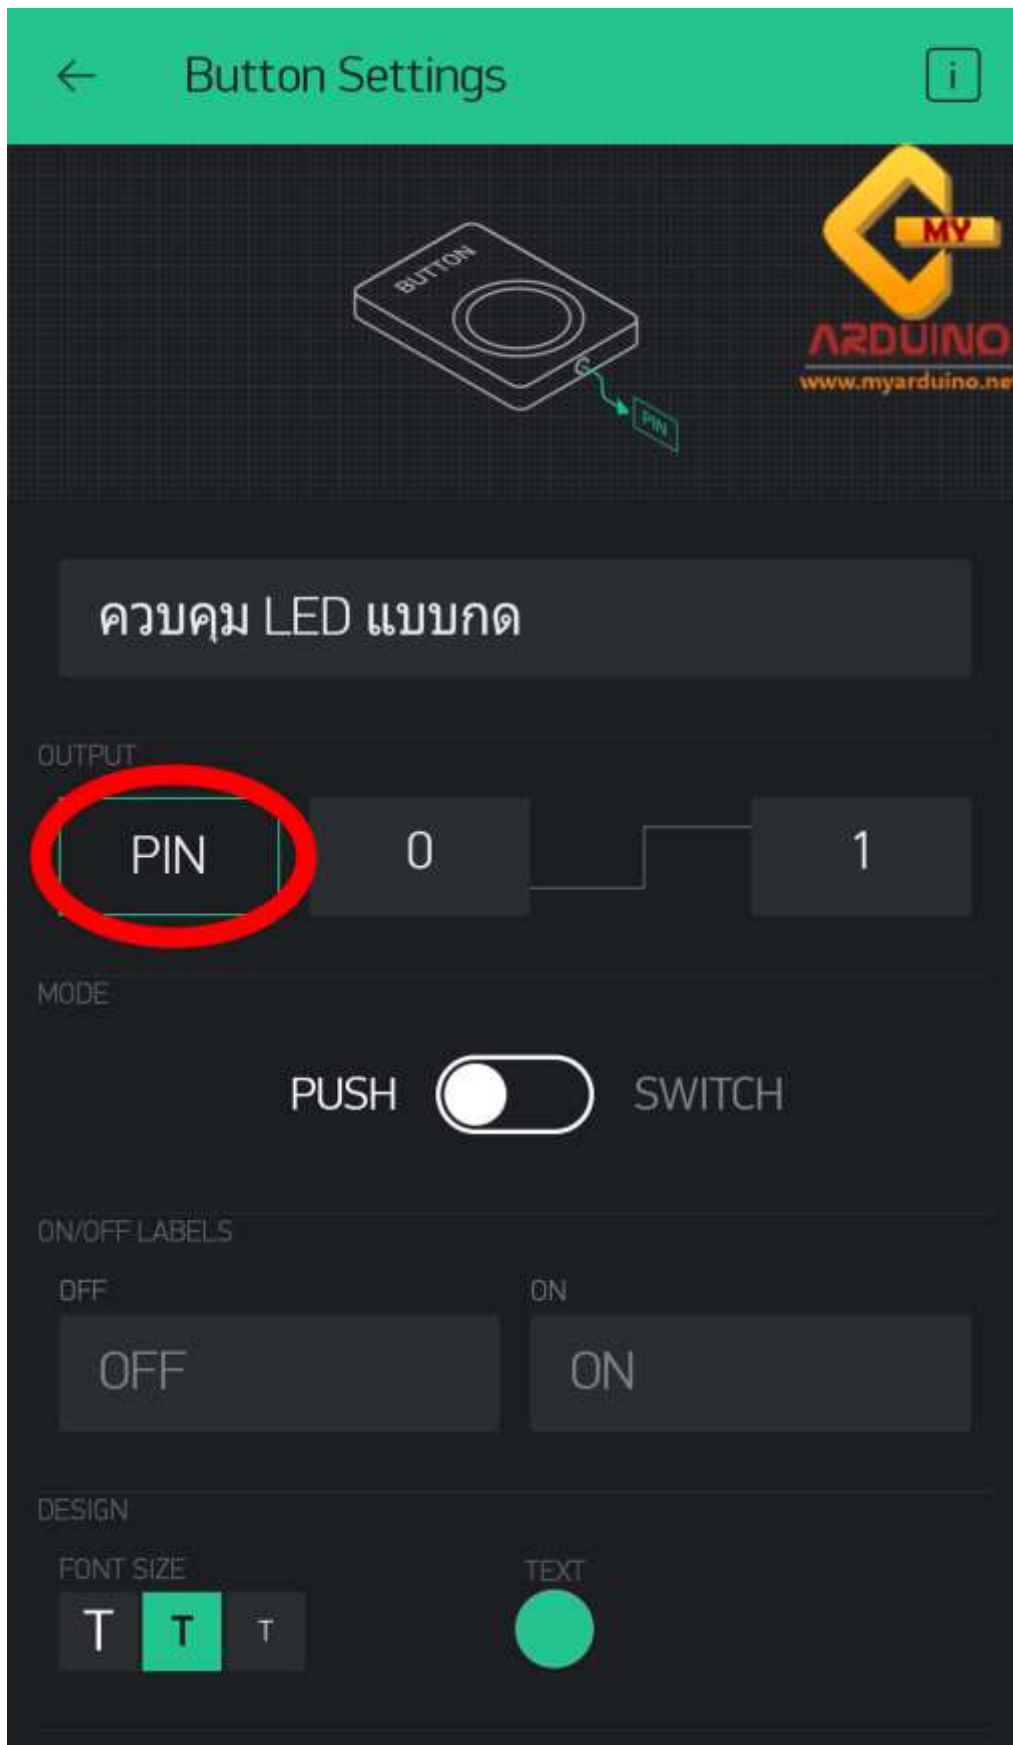 Button Settings
i
MY
ARDUINO
www.myarduino.ne
BUTTON
PIN
ควบคุม LED แบบกด
OUTPUT
PIN 0 1
MODE
PUSH SWITCH
ON/OFF LABELS
OFF ON
OFF ON
DESIGN
FONT SIZE TEXT
T T T